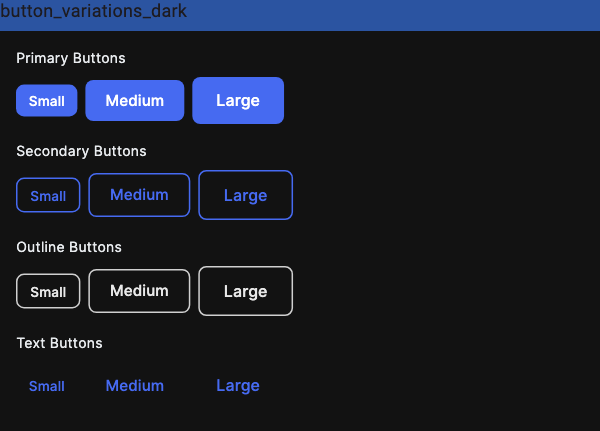 button_variations_dark
Primary Buttons
Small Medium Large
Secondary Buttons
Small Medium Large
Outline Buttons
Small Medium Large
Text Buttons
Small Medium Large